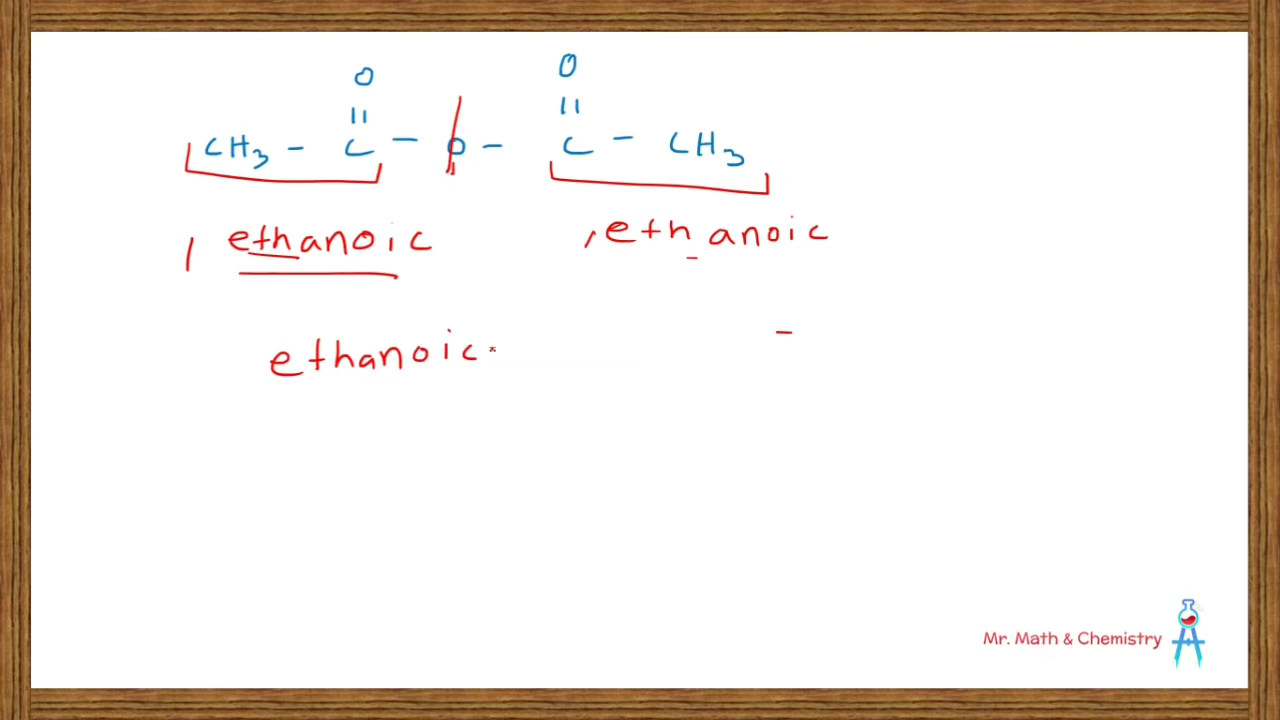 O O
|| ||
CH3 - C - O - C - CH3
ethanoic , ethanoic
ethanoic
Mr. Math & Chemistry